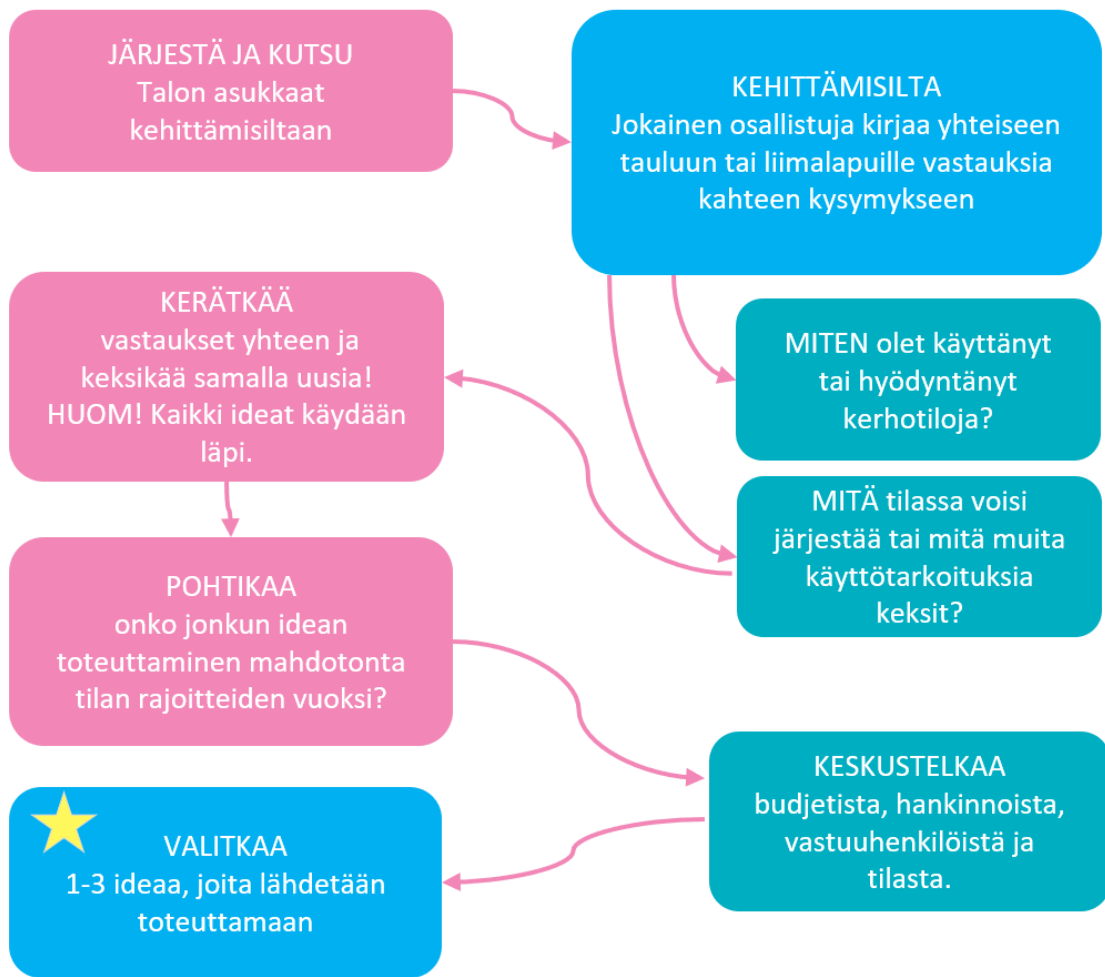 JÄRJESTÄ JA KUTSU
Talon asukkaat
kehittämisiltaan
KEHITTÄMISILTA
Jokainen osallistuja kirjaa yhteiseen
tauluun tai liimalapuille vastauksia
kahteen kysymykseen
MITEN olet käyttänyt
tai hyödyntänyt
kerhotiloja?
MITÄ tilassa voisi
järjestää tai mitä muita
käyttötarkoituksia
keksit?
KERÄTKÄÄ
vastaukset yhteen ja
keksikää samalla uusia!
HUOM! Kaikki ideat käydään
läpi.
POHTIKAA
onko jonkun idean
toteuttaminen mahdotonta
tilan rajoitteiden vuoksi?
KESKUSTELKAA
budjetista, hankinnoista,
vastuuhenkilöistä ja
tilasta.
VALITKAA
1-3 ideaa, joita lähdetään
toteuttamaan